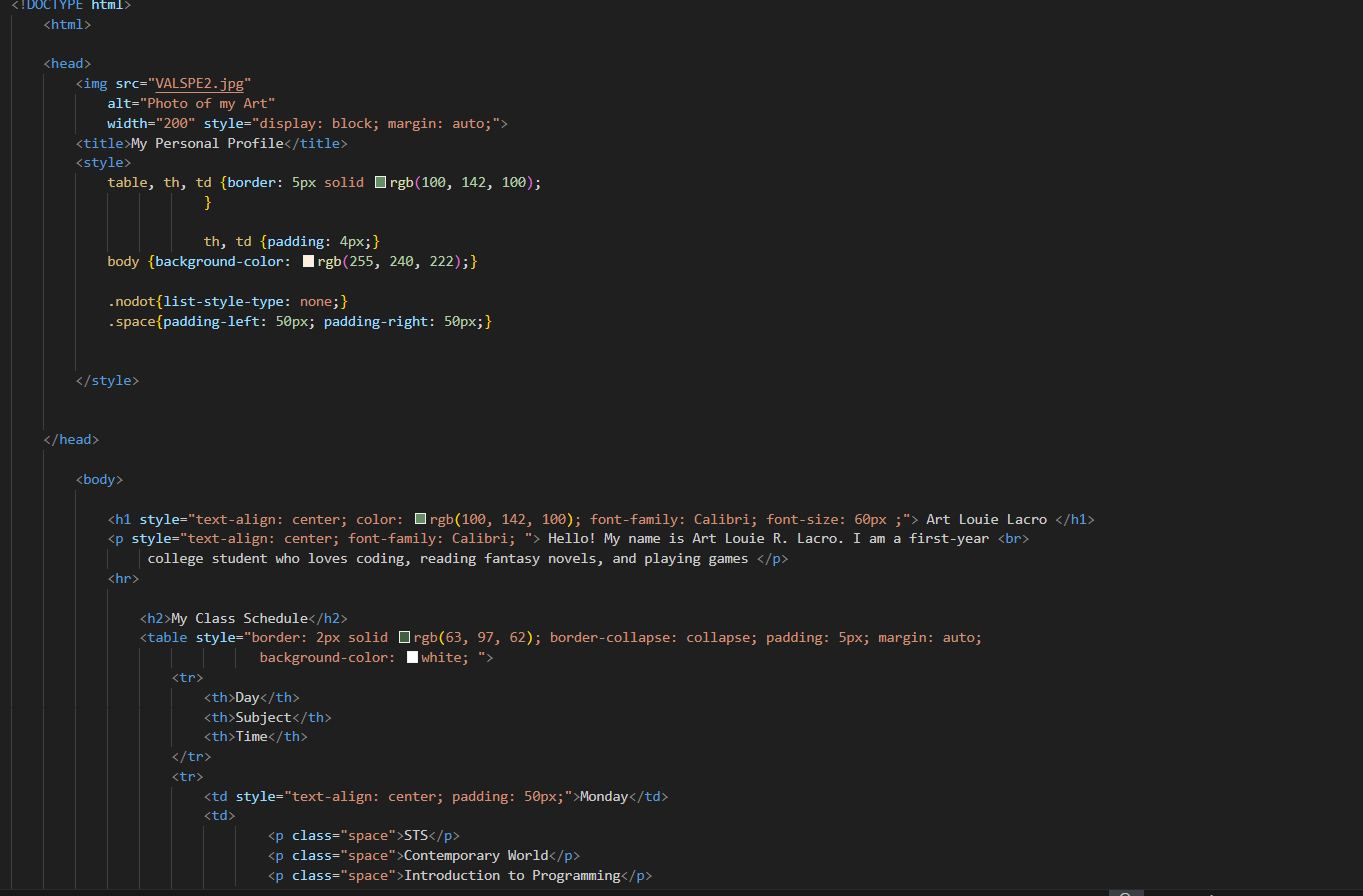 <!DOCTYPE html>
<html>
<head>
<img src="VALSPE2.jpg"
alt="Photo of my Art"
width="200" style="display: block; margin: auto;">
<title>My Personal Profile</title>
<style>
table, th, td {border: 5px solid rgb(100, 142, 100);
}
th, td {padding: 4px;}
body {background-color: rgb(255, 240, 222);}
.nodot{list-style-type: none;}
.space{padding-left: 50px; padding-right: 50px;}
</style>
</head>
<body>
<h1 style="text-align: center; color: rgb(100, 142, 100); font-family: Calibri; font-size: 60px ;"> Art Louie Lacro </h1>
<p style="text-align: center; font-family: Calibri; "> Hello! My name is Art Louie R. Lacro. I am a first-year <br>
college student who loves coding, reading fantasy novels, and playing games </p>
<hr>
<h2>My Class Schedule</h2>
<table style="border: 2px solid rgb(63, 97, 62); border-collapse: collapse; padding: 5px; margin: auto;
background-color: white; ">
<tr>
<th>Day</th>
<th>Subject</th>
<th>Time</th>
</tr>
<tr>
<td style="text-align: center; padding: 50px;">Monday</td>
<td>
<p class="space">STS</p>
<p class="space">Contemporary World</p>
<p class="space">Introduction to Programming</p>